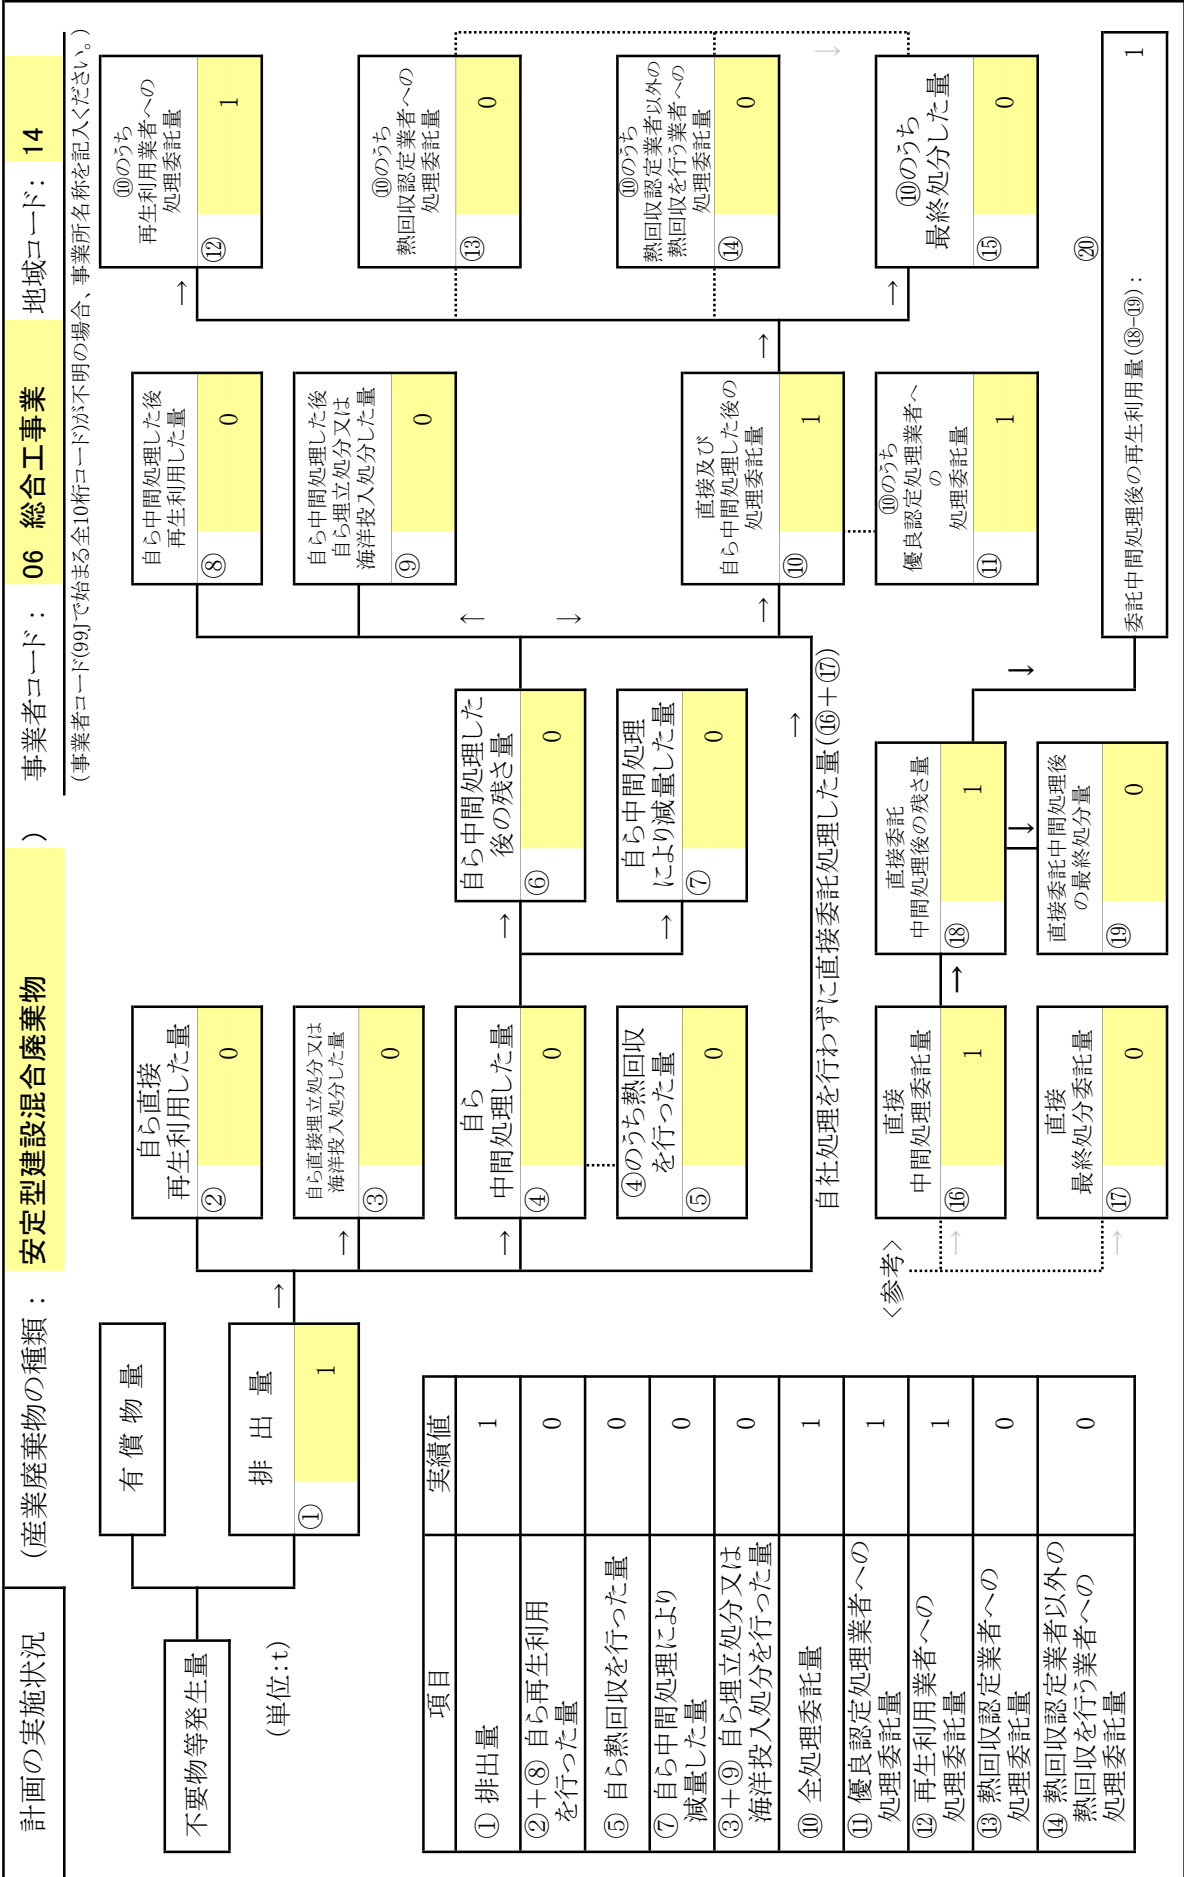 計画の実施状況
(産業廃棄物の種類： 安定型建設混合廃棄物 )
事業者コード： 06 総合工事業 地域コード： 14
(事業者コード(99Jで始まる全10桁コード)が不明の場合、事業所名称を記入ください。)
不要物等発生量
(単位:t)
有 償 物 量
排 出 量
① 1
→
自ら直接
再生利用した量
② 0
自ら直接埋立処分又は
海洋投入処分した量
③ 0
→
自ら
中間処理した量
④ 0
→
④のうち熱回収
を行った量
⑤ 0
自ら中間処理した
後の残さ量
⑥ 0
→
自ら中間処理
により減量した量
⑦ 0
→
自ら中間処理した後
再生利用した量
⑧ 0
自ら中間処理した後
自ら埋立処分又は
海洋投入処分した量
⑨ 0
↑
↓
自社処理を行わずに直接委託処理した量(⑯+⑰)
→
→
直接及び
自ら中間処理した後の
処理委託量
⑩ 1
⑩のうち
優良認定処理業者へ
の
処理委託量
⑪ 1
→
→
⑩のうち
再生利用業者への
処理委託量
⑫ 1
⑩のうち
熱回収認定業者への
処理委託量
⑬ 0
⑩のうち
熱回収認定業者以外の
熱回収を行う業者への
処理委託量
⑭ 0
↓
→
⑩のうち
最終処分した量
⑮ 0
<参考>
→
→
直接
中間処理委託量
⑯ 1
直接
最終処分委託量
⑰ 0
→
直接委託
中間処理後の残さ量
⑱ 1
↓
直接委託中間処理後
の最終処分量
⑲ 0
↓
⑳
委託中間処理後の再生利用量(⑱-⑲)： 1
項目 実績値
① 排出量 1
②+⑧ 自ら再生利用
を行った量 0
⑤ 自ら熱回収を行った量 0
⑦ 自ら中間処理により
減量した量 0
③+⑨ 自ら埋立処分又は
海洋投入処分を行った量 0
⑩ 全処理委託量 1
⑪ 優良認定処理業者への
処理委託量 1
⑫ 再生利用業者への
処理委託量 1
⑬ 熱回収認定業者への
処理委託量 0
⑭ 熱回収認定業者以外の
熱回収を行う業者への
処理委託量 0